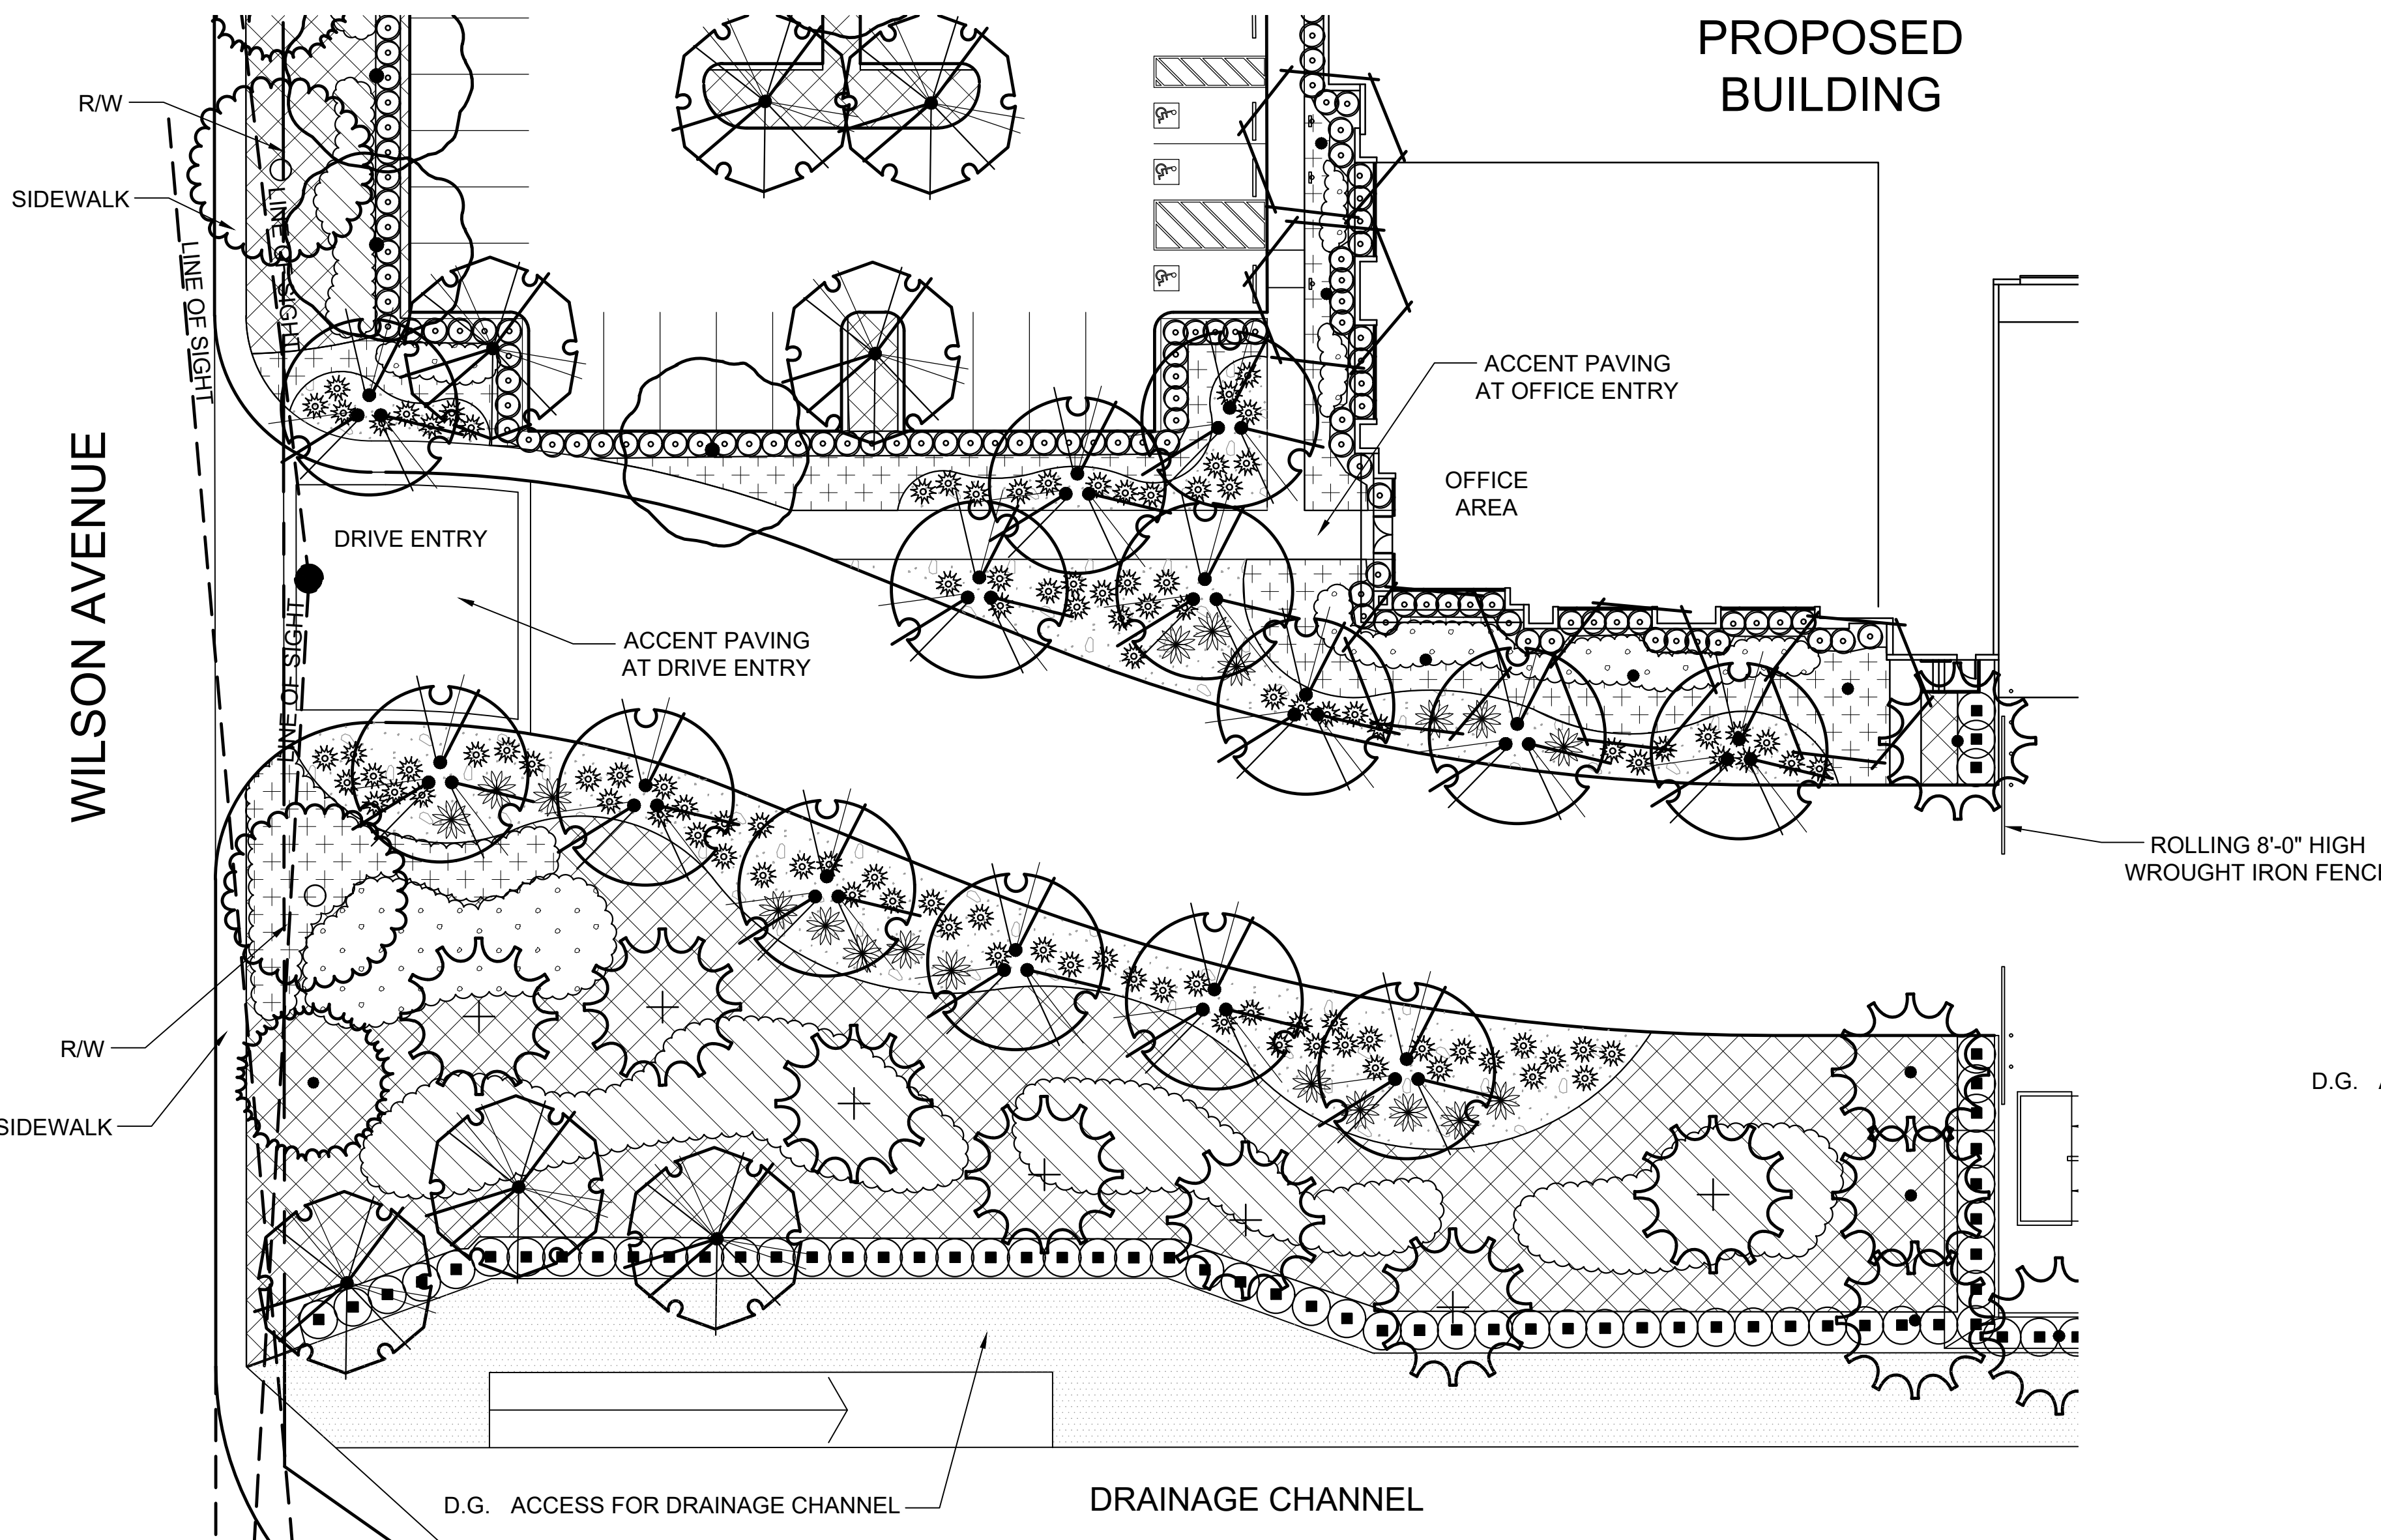 PROPOSED
BUILDING
R/W
SIDEWALK
LINE OF SIGHT
LINE OF SIGHT
ACCENT PAVING
AT OFFICE ENTRY
OFFICE
AREA
WILSON AVENUE
DRIVE ENTRY
ACCENT PAVING
AT DRIVE ENTRY
LINE OF SIGHT
ROLLING 8'-0" HIGH
WROUGHT IRON FENC
R/W
D.G.
SIDEWALK
D.G. ACCESS FOR DRAINAGE CHANNEL
DRAINAGE CHANNEL